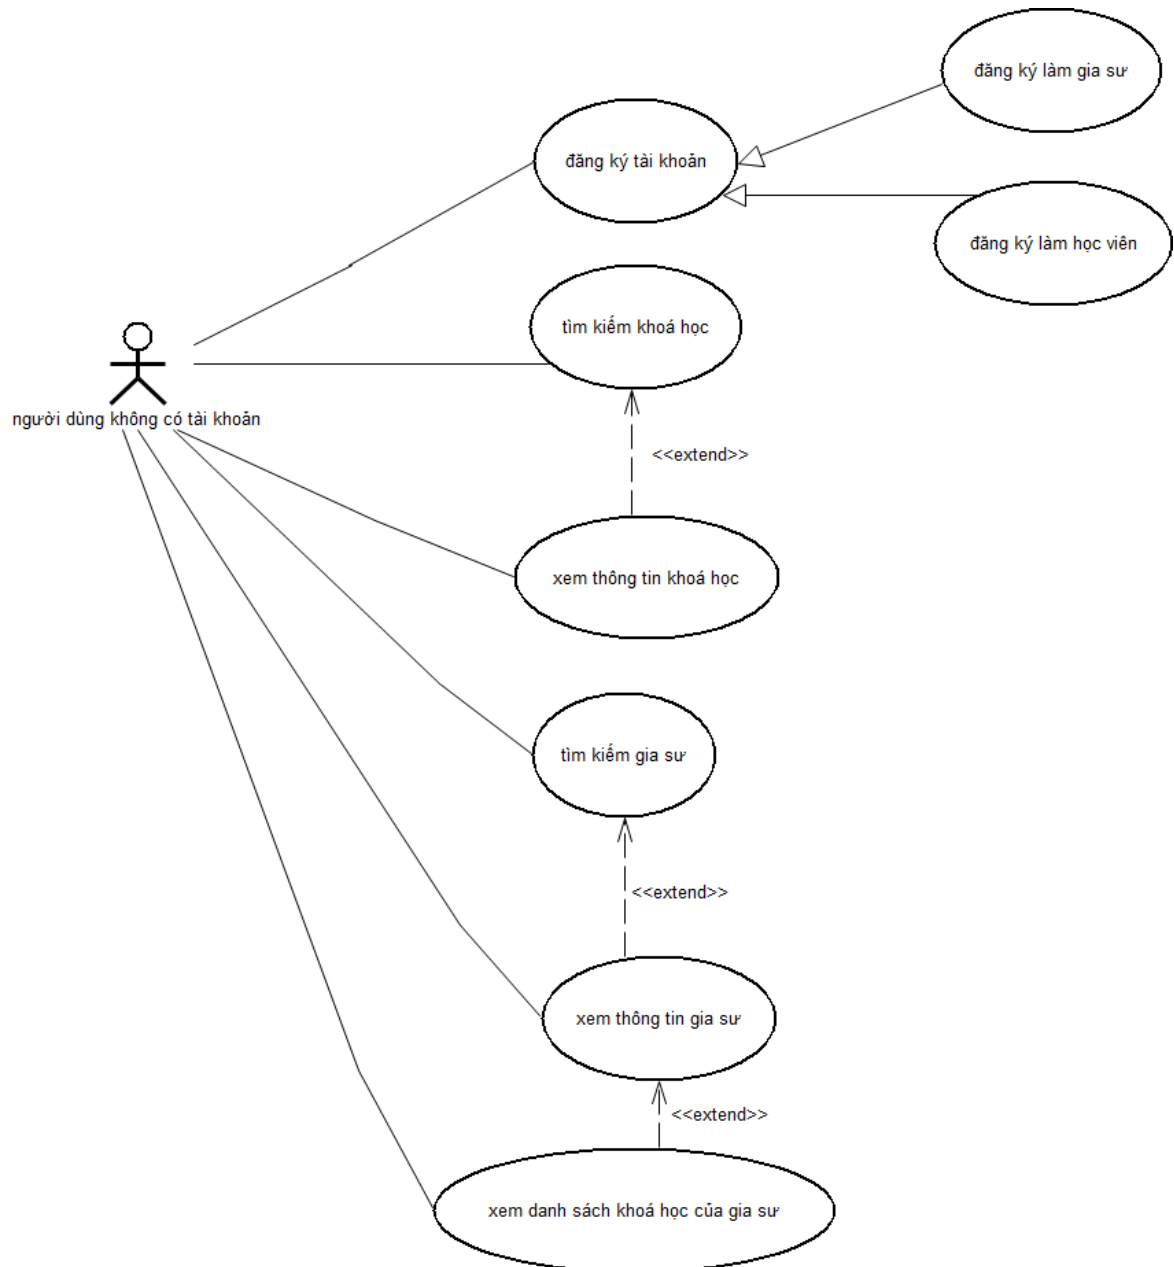 đăng ký làm gia sư
đăng ký tài khoản
đăng ký làm học viên
tìm kiếm khoá học
người dùng không có tài khoản
<<extend>>
xem thông tin khoá học
tìm kiếm gia sư
<<extend>>
xem thông tin gia sư
<<extend>>
xem danh sách khoá học của gia sư